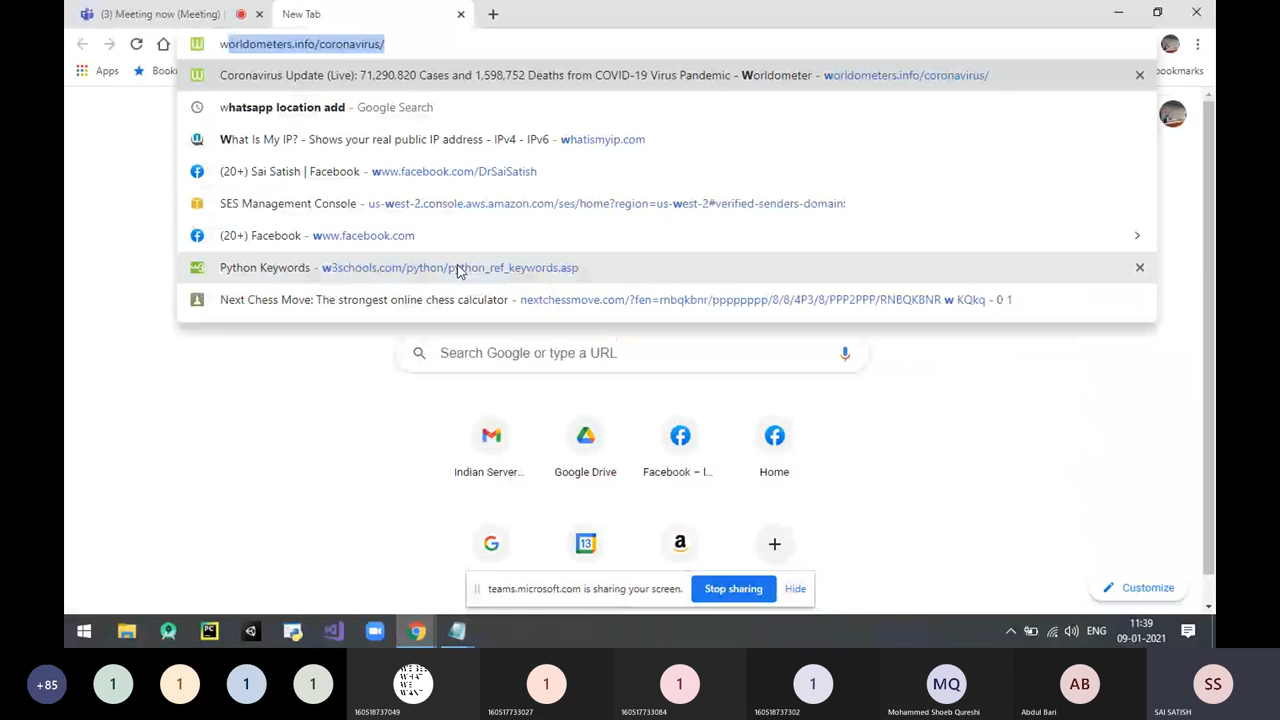 (3) Meeting now (Meeting)
New Tab
worldometers.info/coronavirus/
Apps
Book
okmarks
Coronavirus Update (Live): 71,290,820 Cases and 1,598,752 Deaths from COVID-19 Virus Pandemic - Worldometer - worldometers.info/coronavirus/
whatsapp location add - Google Search
What Is My IP? - Shows your real public IP address - IPv4 - IPv6 - whatismyip.com
(20+) Sai Satish | Facebook - www.facebook.com/DrSaiSatish
SES Management Console - us-west-2.console.aws.amazon.com/ses/home?region=us-west-2#verified-senders-domain:
(20+) Facebook - www.facebook.com
Python Keywords - w3schools.com/python/python_ref_keywords.asp
Next Chess Move: The strongest online chess calculator - nextchessmove.com/?fen=rnbqkbnr/pppppppp/8/8/4P3/8/PPP2PPP/RNBQKBNR w KQkq - 0 1
Search Google or type a URL
Indian Server...
Google Drive
Facebook – l...
Home
13
teams.microsoft.com is sharing your screen.
Stop sharing
Hide
Customize
ENG
11:39
09-01-2021
+85
1
1
1
1
1
1
1
MQ
AB
SS
160518737049
160517733027
160517733084
160518737302
Mohammed Shoeb Qureshi
Abdul Bari
SAI SATISH